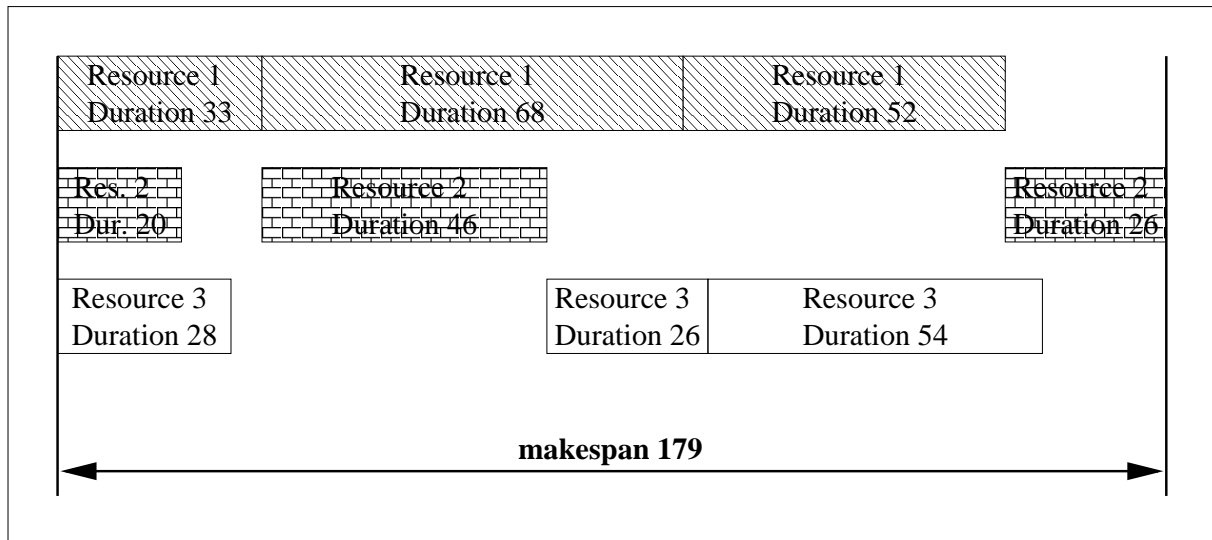 Resource 1
Duration 33
Resource 1
Duration 68
Resource 1
Duration 52
Res. 2
Dur. 20
Resource 2
Duration 46
Resource 2
Duration 26
Resource 3
Duration 28
Resource 3
Duration 26
Resource 3
Duration 54
makespan 179